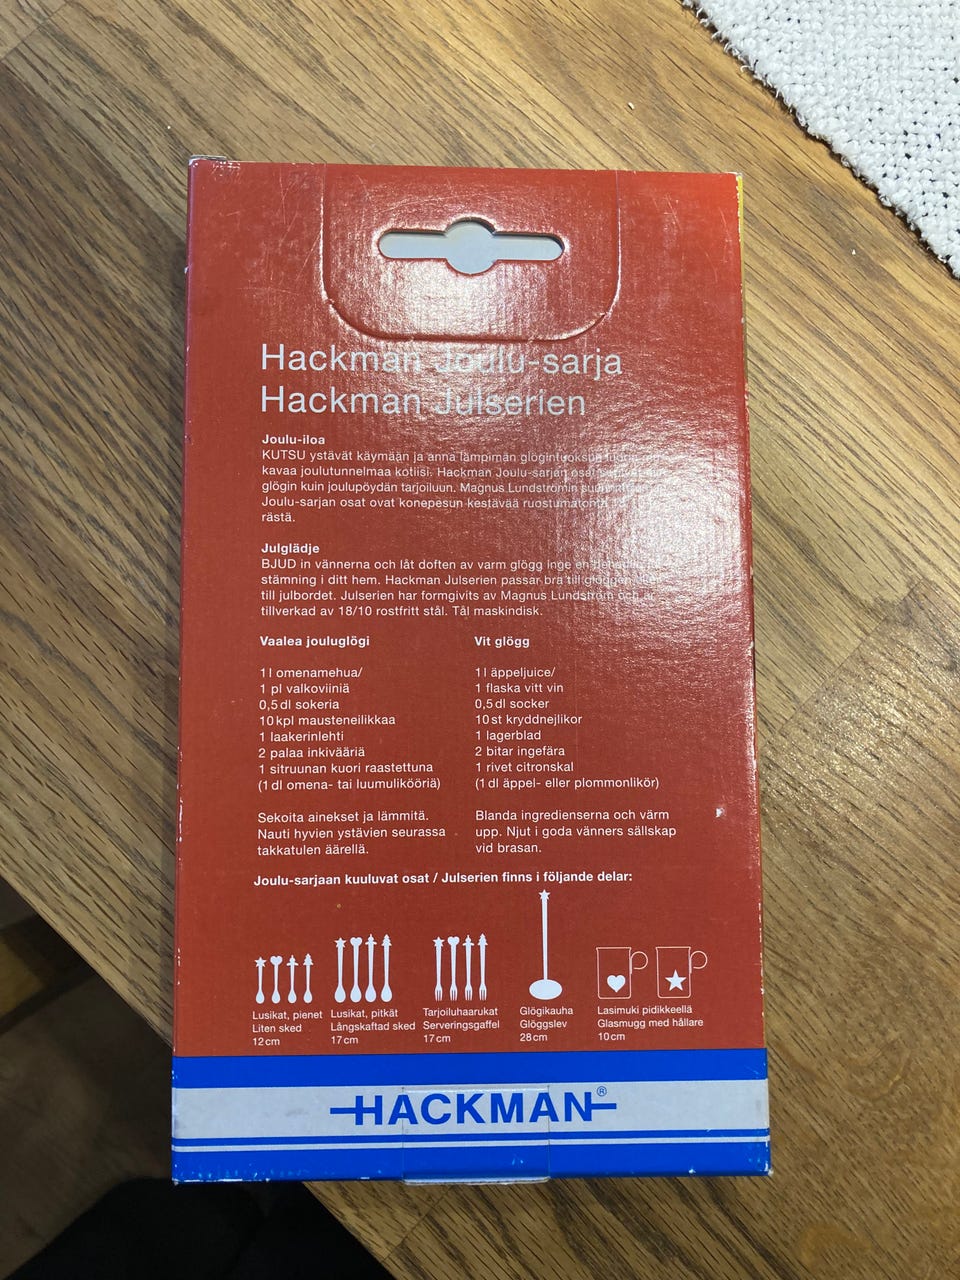 Hackman Joulu-sarja
Hackman Julserien
Joulu-iloa
KUTSU ystävät käymään ja anna lämpimän glögintuoksun
kavaa joulutunnelmaa kotiisi. Hackman Joulu-sarjan osat
glögin kuin joulupöydän tarjoiluun. Magnus Lundströmin
Joulu-sarjan osat ovat konepesun kestävää ruostumatonta
rästä.
Julglädje
BJUD in vännerna och låt doften av varm glögg inge en
stämning i ditt hem. Hackman Julserien passar bra till glöggen
till julbordet. Julserien har formgivits av Magnus Lundström och är
tillverkad av 18/10 rostfritt stål. Tål maskindisk.
Vaalea jouluglögi
1 l omenamehua/
1 pl valkoviiniä
0,5 dl sokeria
10 kpl mausteneilikkaa
1 laakerinlehti
2 palaa inkivääriä
1 sitruunan kuori raastettuna
(1 dl omena- tai luumulikööriä)
Sekoita ainekset ja lämmitä.
Nauti hyvien ystävien seurassa
takkatulen äärellä.
Vit glögg
1 l äppeljuice/
1 flaska vitt vin
0,5 dl socker
10 st kryddnejlikor
1 lagerblad
2 bitar ingefära
1 rivet citronskal
(1 dl äppel- eller plommonlikör)
Blanda ingredienserna och värm
upp. Njut i goda vänners sällskap
vid brasan.
Joulu-sarjaan kuuluvat osat / Julserien finns i följande delar:
Lusikat, pienet
Liten sked
12 cm
Lusikat, pitkät
Långskaftad sked
17 cm
Tarjoiluhaarukat
Serveringsgaffel
17 cm
Glögikauha
Glöggslev
28 cm
Lasimuki pidikkeellä
Glasmugg med hållare
10 cm
HACKMAN®